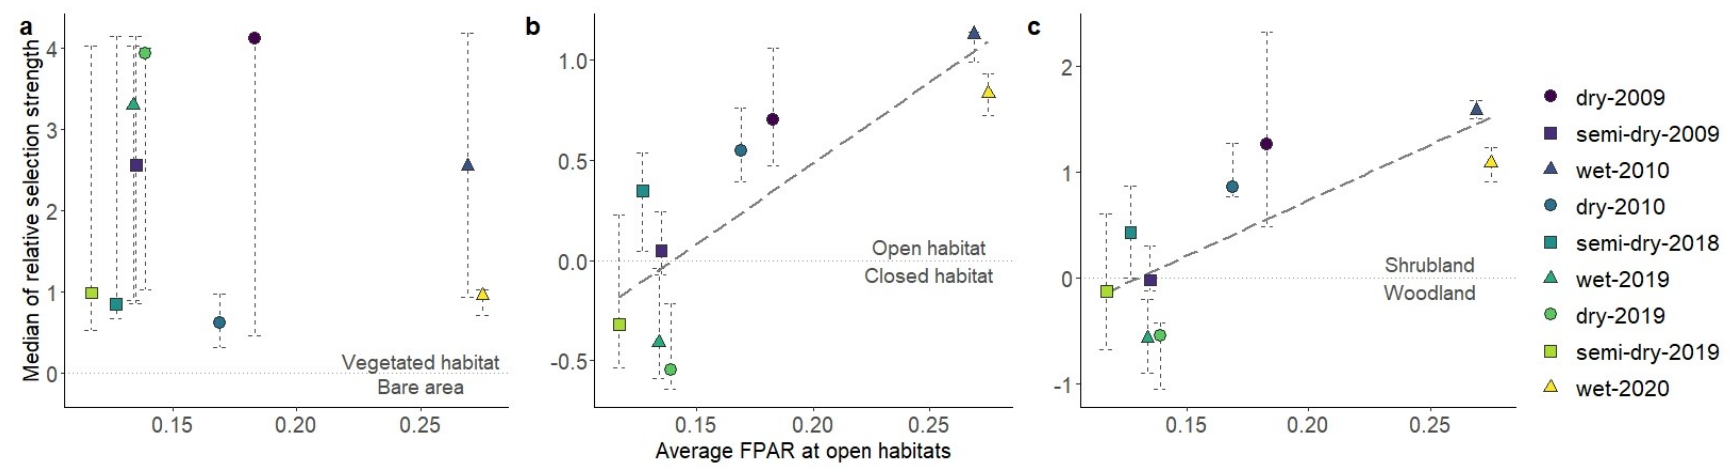 a
Median of relative selection strength
4
3
2
1
0
Vegetated habitat
Bare area
0.15
0.20
0.25
b
1.0
0.5
0.0
-0.5
Open habitat
Closed habitat
0.15
0.20
0.25
Average FPAR at open habitats
c
2
1
0
-1
Shrubland
Woodland
0.15
0.20
0.25
dry-2009
semi-dry-2009
wet-2010
dry-2010
semi-dry-2018
wet-2019
dry-2019
semi-dry-2019
wet-2020